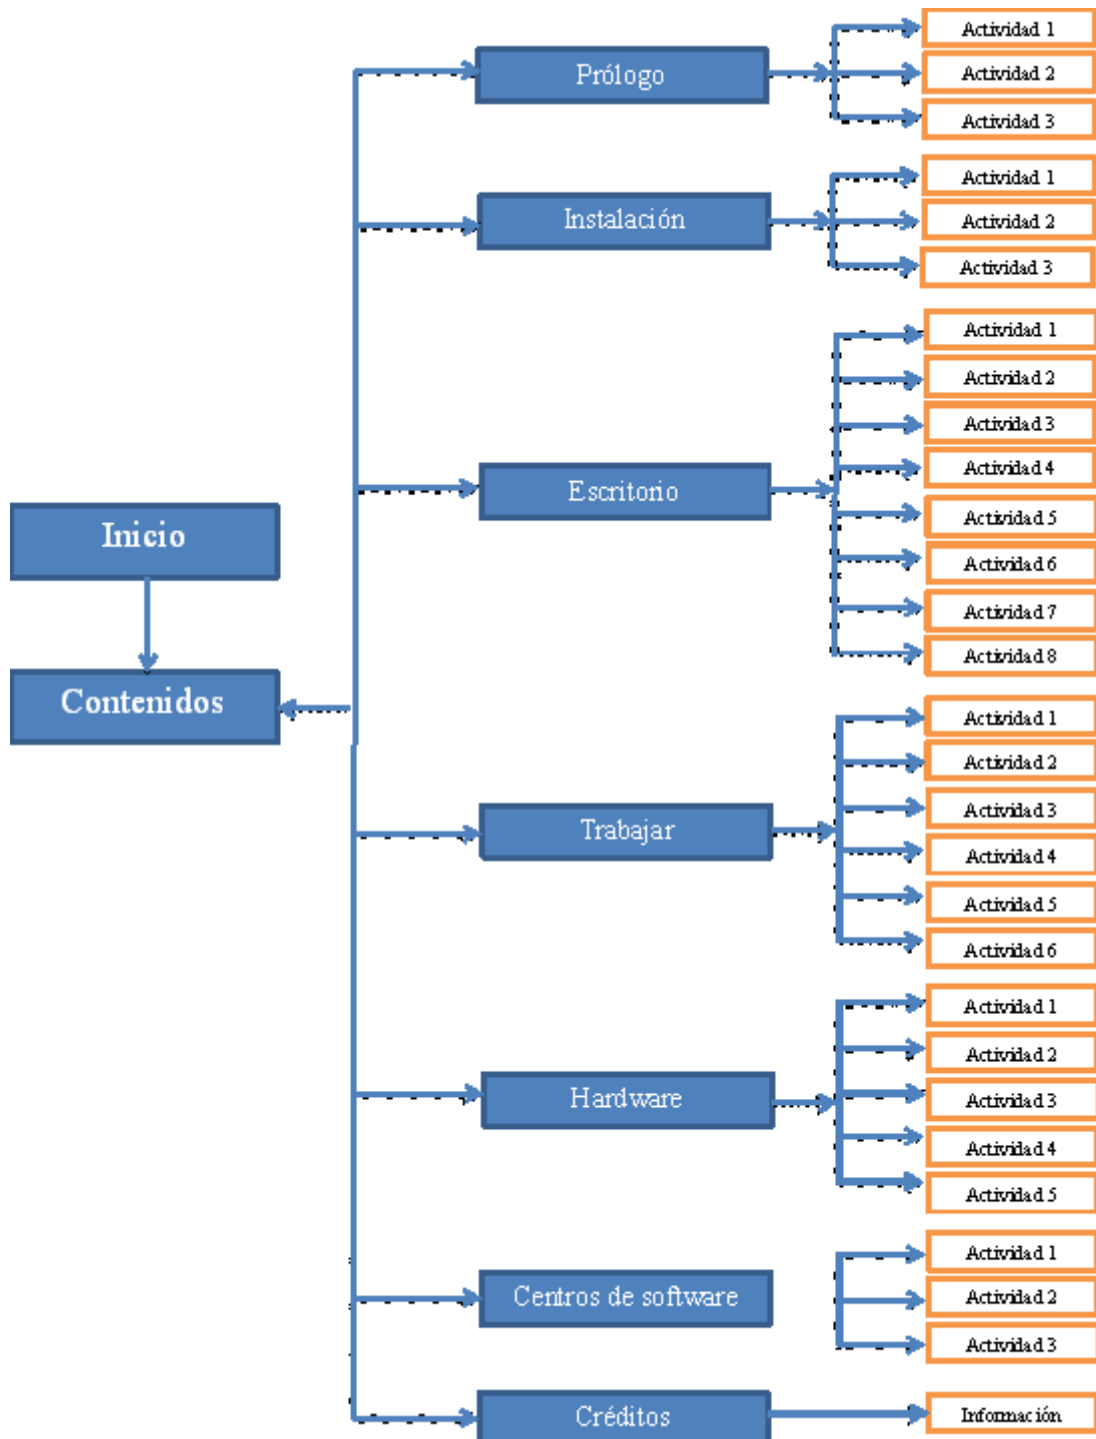 Inicio
Contenidos
Prólogo
Actividad 1
Actividad 2
Actividad 3
Instalación
Actividad 1
Actividad 2
Actividad 3
Escritorio
Actividad 1
Actividad 2
Actividad 3
Actividad 4
Actividad 5
Actividad 6
Actividad 7
Actividad 8
Trabajar
Actividad 1
Actividad 2
Actividad 3
Actividad 4
Actividad 5
Actividad 6
Hardware
Actividad 1
Actividad 2
Actividad 3
Actividad 4
Actividad 5
Centros de software
Actividad 1
Actividad 2
Actividad 3
Créditos
Información